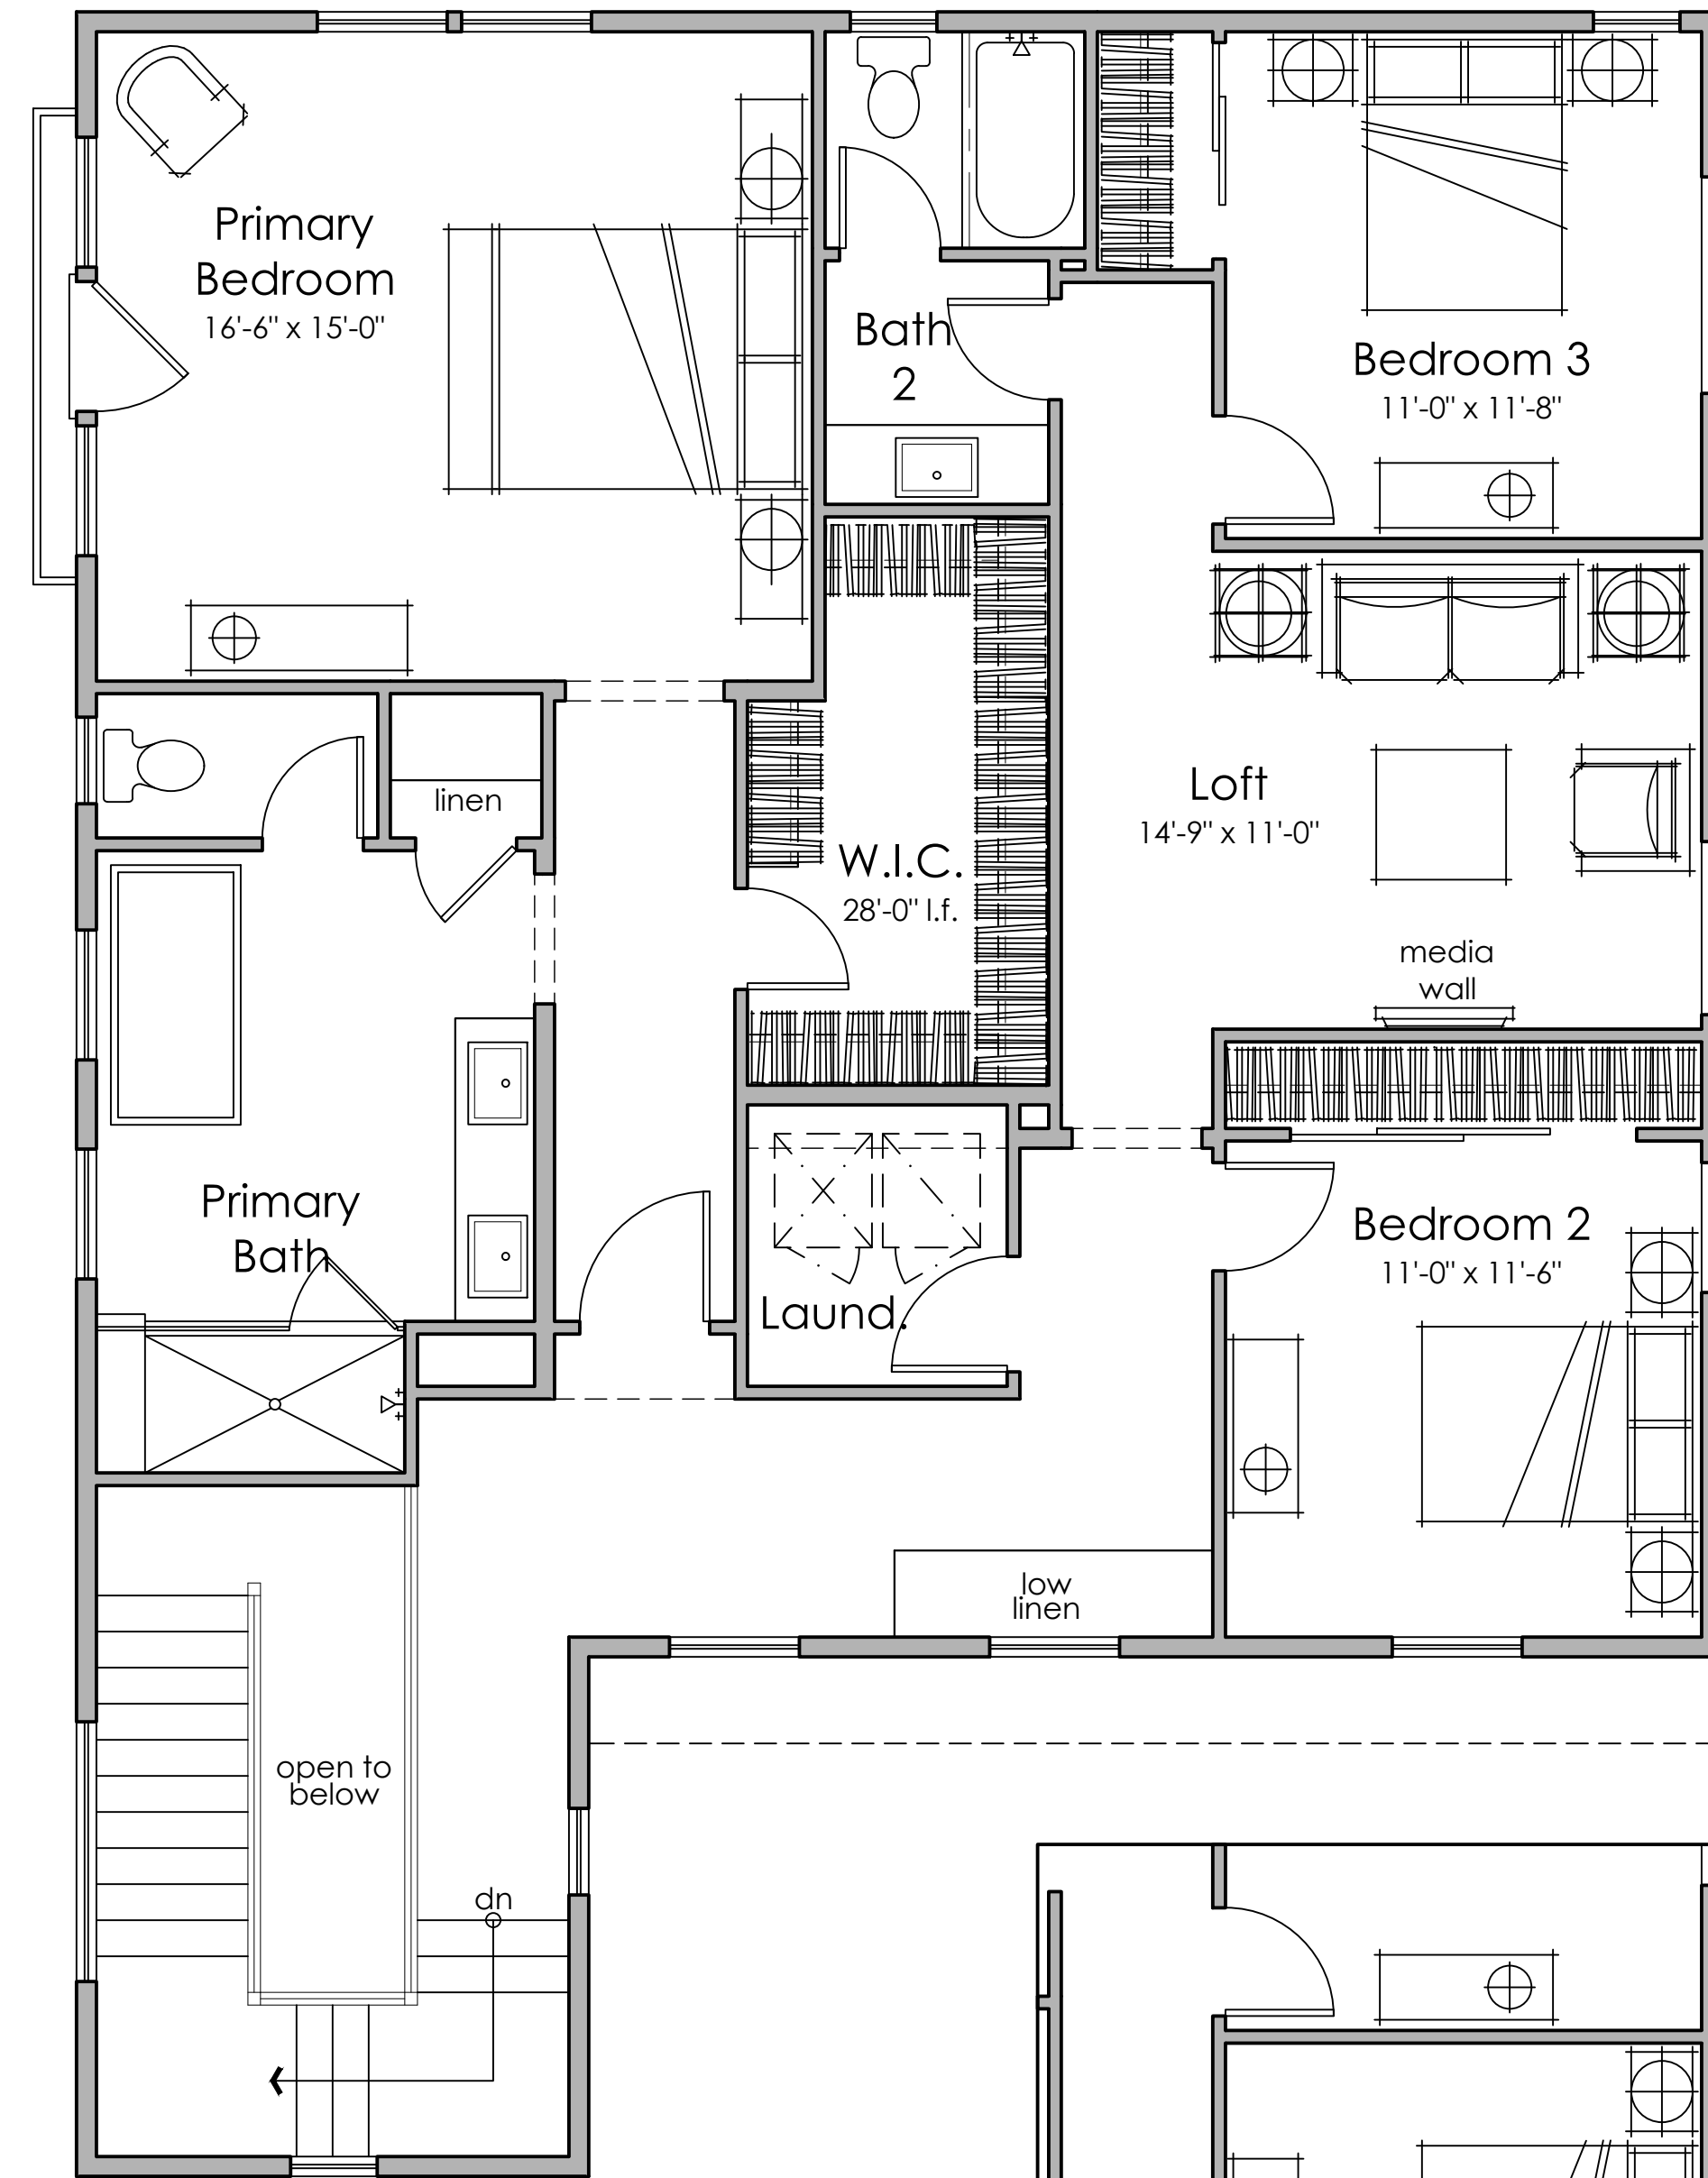 Primary
Bedroom
16'-6" x 15'-0"
Bath
2
Bedroom 3
11'-0" x 11'-8"
linen
W.I.C.
28'-0" l.f.
Loft
14'-9" x 11'-0"
media
wall
Primary
Bath
Laund.
Bedroom 2
11'-0" x 11'-6"
low
linen
open to
below
dn